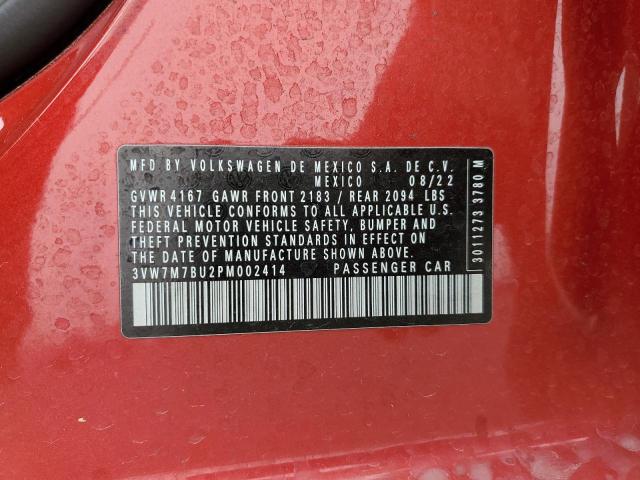 MFD BY VOLKSWAGEN DE MEXICO S.A. DE C.V.
MEXICO 08/22
GVWR 4167 GAWR FRONT 2183 / REAR 2094 LBS
THIS VEHICLE CONFORMS TO ALL APPLICABLE U.S.
FEDERAL MOTOR VEHICLE SAFETY, BUMPER AND
THEFT PREVENTION STANDARDS IN EFFECT ON
THE DATE OF MANUFACTURE SHOWN ABOVE.
3VW7M7BU2PM002414 PASSENGER CAR
3011273 3780 M